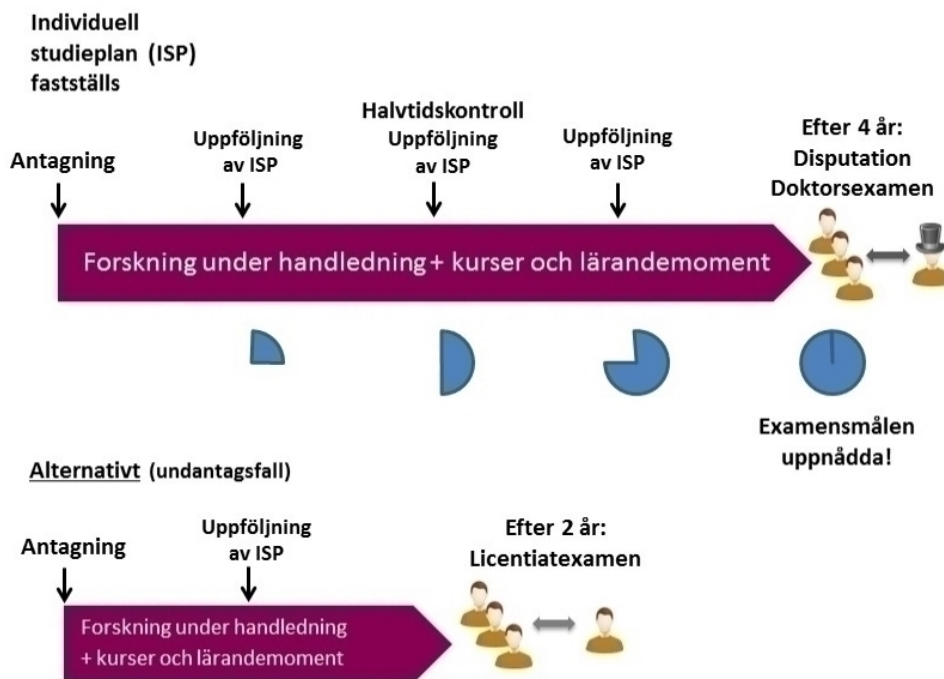 Individuell
studieplan (ISP)
fastställs
Antagning
Uppföljning
av ISP
Halvtidskontroll
Uppföljning
av ISP
Uppföljning
av ISP
Efter 4 år:
Disputation
Doktorsexamen
Forskning under handledning + kurser och lärandemoment
Examensmålen
uppnådda!
Alternativt (undantagsfall)
Antagning
Uppföljning
av ISP
Efter 2 år:
Licentiatexamen
Forskning under handledning
+ kurser och lärandemoment